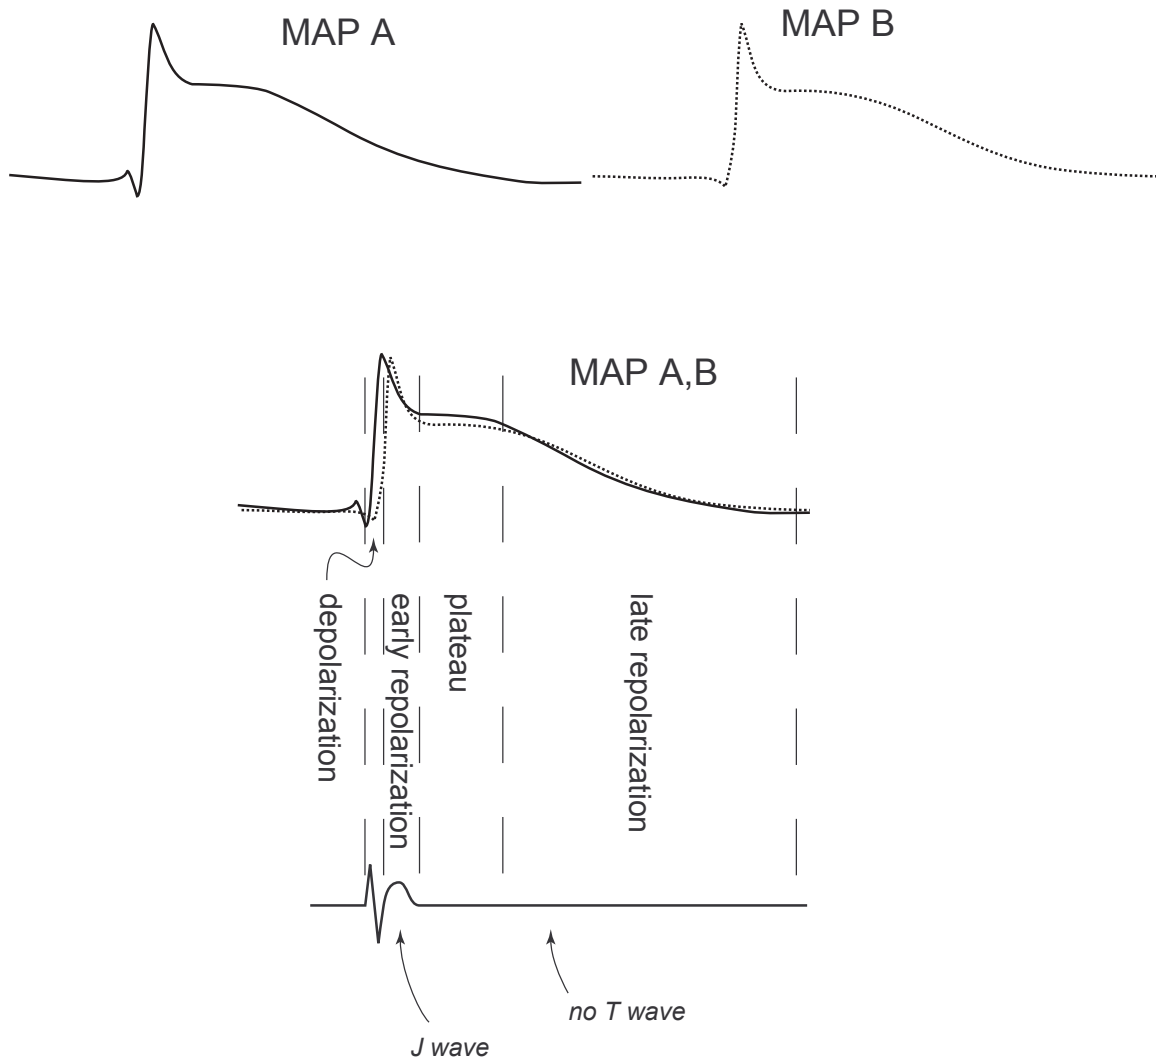 MAP A
MAP B
MAP A,B
depolarization
early repolarization
plateau
late repolarization
no T wave
J wave